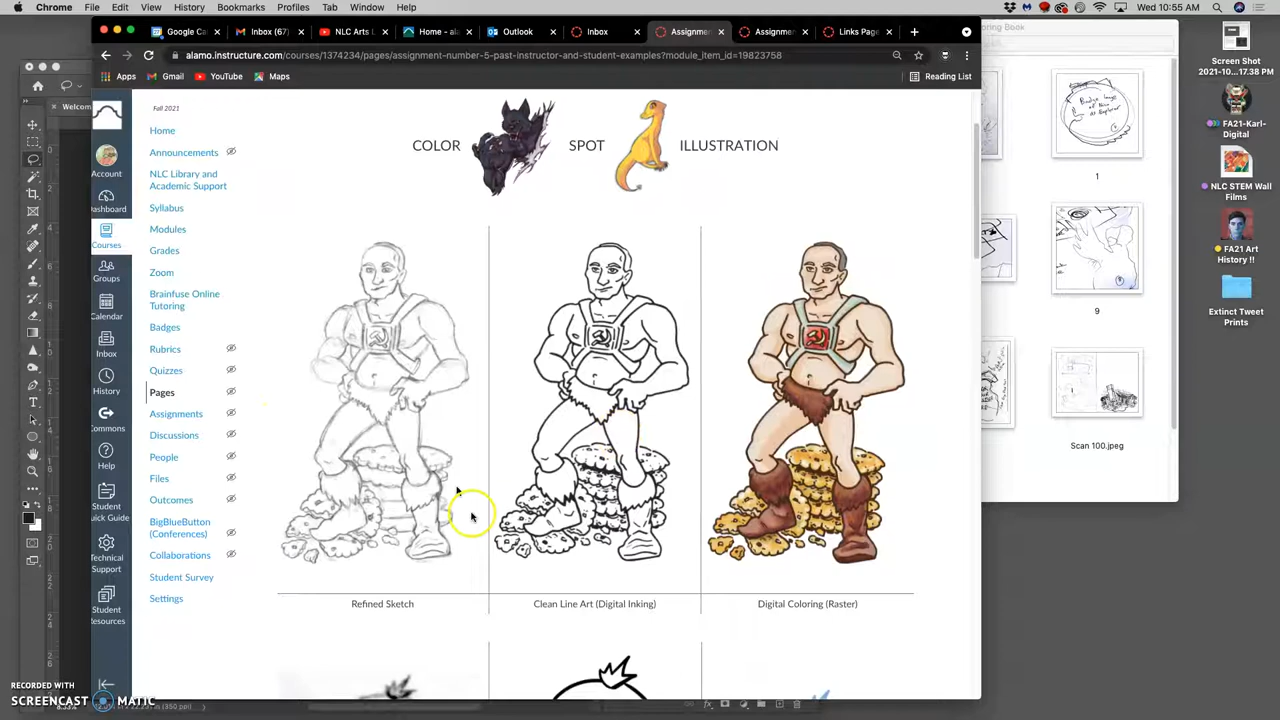 Chrome File Edit View History Bookmarks Profiles Tab Window Help
Wed 10:55 AM
Google Ca
Inbox (67)
NLC Arts L
Home - ala
Outlook
Inbox
Assignmen
Assignmen
Links Page
alamo.instructure.com/courses/1374234/pages/assignment-number-5-past-instructor-and-student-examples?module_item_id=19823758
Apps Gmail YouTube Maps Reading List
Welcom
Fall 2021
Home
Announcements
NLC Library and
Academic Support
Syllabus
Modules
Grades
Zoom
Brainfuse Online
Tutoring
Badges
Rubrics
Quizzes
Pages
Assignments
Discussions
People
Files
Outcomes
BigBlueButton
(Conferences)
Collaborations
Student Survey
Settings
Account
Dashboard
Courses
Groups
Calendar
Inbox
History
Commons
Help
Student
Quick Guide
Technical
Support
Student
Resources
COLOR SPOT ILLUSTRATION
Refined Sketch
Clean Line Art (Digital Inking)
Digital Coloring (Raster)
ring Book
1
9
Scan 100.jpeg
Screen Shot
2021-10...17.38 PM
FA21-Karl-
Digital
NLC STEM Wall
Films
FA21 Art
History !!
Extinct Tweet
Prints
RECORDED WITH
SCREENCAST MATIC